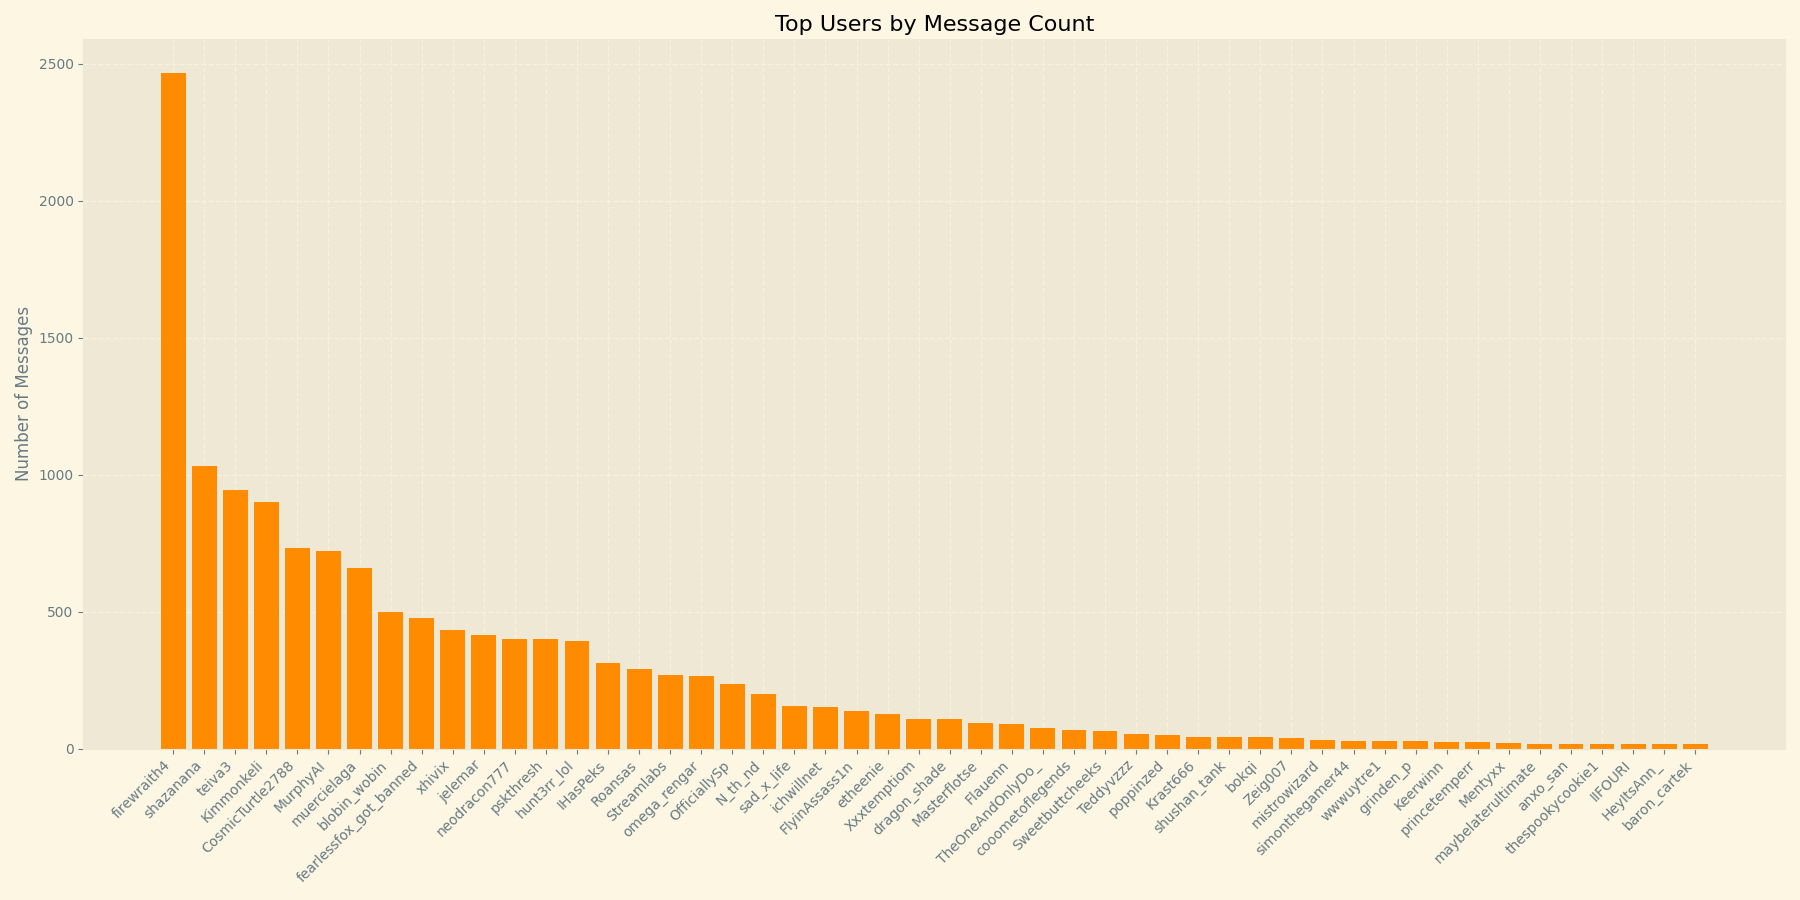 Top Users by Message Count
Number of Messages
2500
2000
1500
1000
500
0
firewraith4
shazanana
teiva3
Kimmonkeli
CosmicTurtle2788
MurphyAI
muercielaga
blobin_wobin
fearlessfox_got_banned
xhivix
jelemar
neodracon777
pskthresh
hunt3rr_lol
IHasPeks
Roansas
Streamlabs
omega_rengar
OfficiallySp
N_th_nd
sad_x_life
ichwillnet
FlyinAssass1n
etheenie
Xxxtemptiom
dragon_shade
Masterflotse
Flauenn
TheOneAndOnlyDo_
cooometoflegends
Sweetbuttcheeks
Teddyvzzz
poppinzed
Krast666
shushan_tank
bokqi
Zeig007
mistrowizard
simonthegamer44
wwwuytre1
grinden_p
Keerwinn
princetemperr
Mentyxx
maybelaterultimate
anxo_san
thespookycookie1
IIFOURI
HeyItsAnn_
baron_cartek